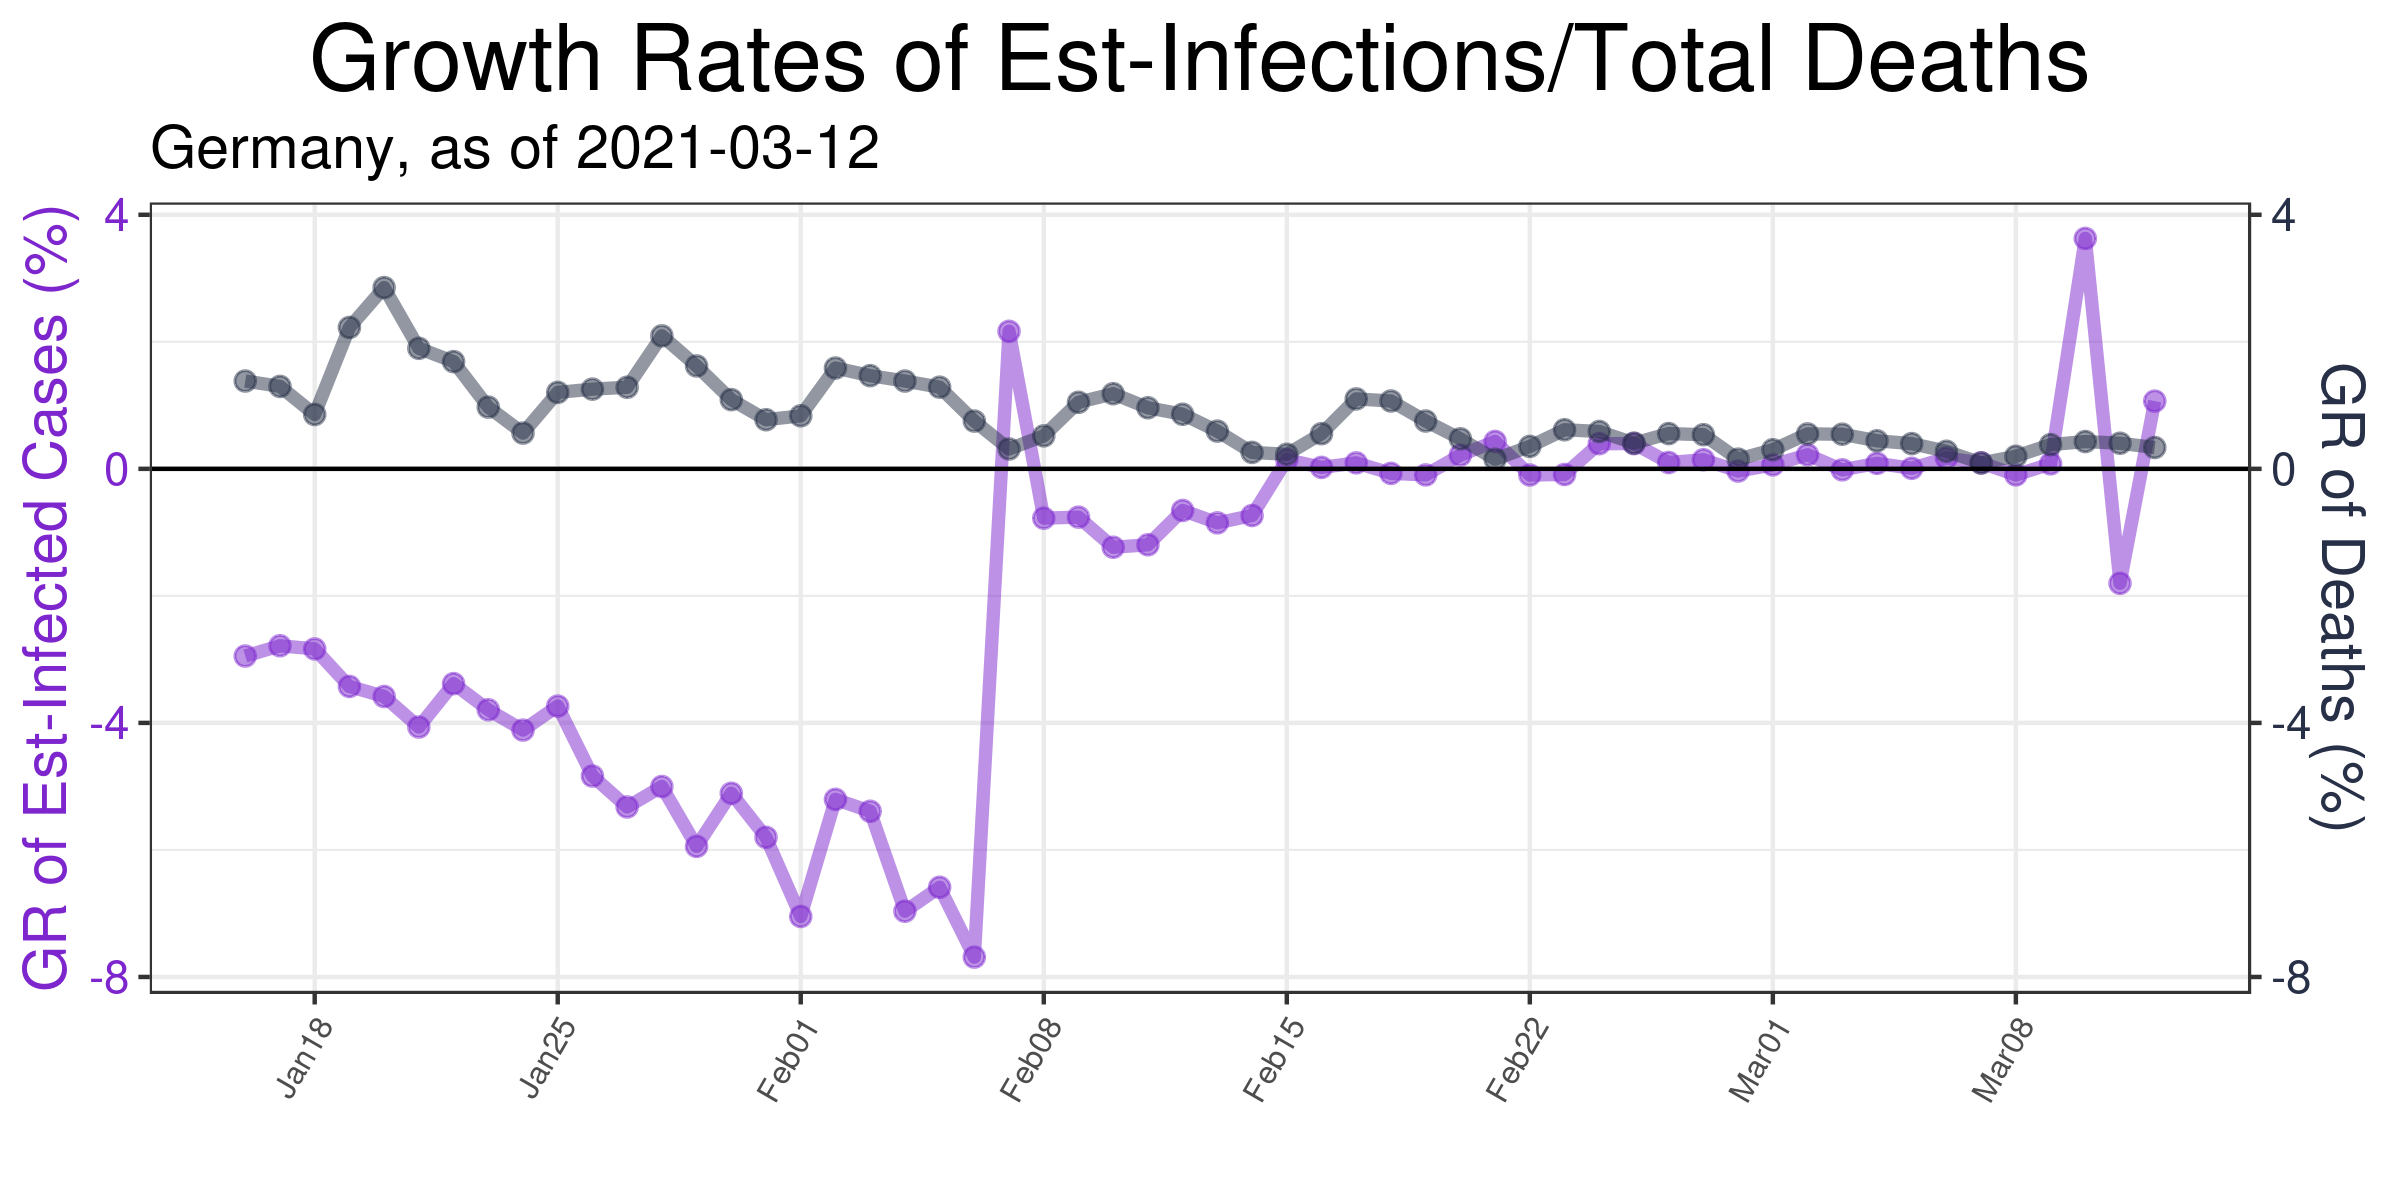 Growth Rates of Est-Infections/Total Deaths
Germany, as of 2021-03-12
GR of Est-Infected Cases (%)
4
0
-4
-8
4
0
-4
-8
GR of Deaths (%)
Jan18
Jan25
Feb01
Feb08
Feb15
Feb22
Mar01
Mar08